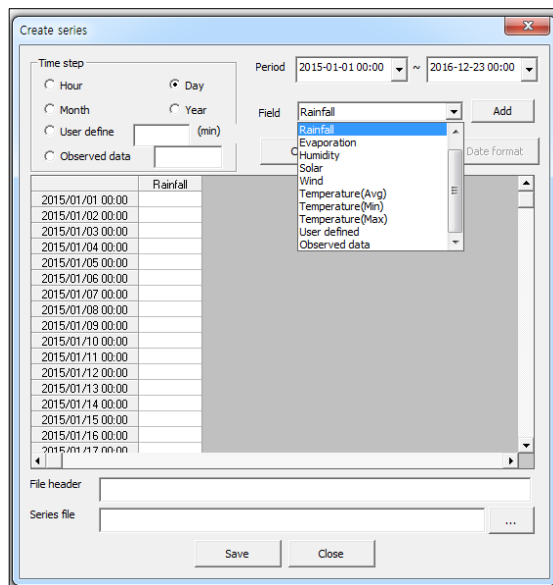 Create series
Time step
Hour
Day
Month
Year
User define
(min)
Observed data
Period
2015-01-01 00:00
~
2016-12-23 00:00
Field
Rainfall
Add
Rainfall
Evaporation
Humidity
Solar
Wind
Temperature(Avg)
Temperature(Min)
Temperature(Max)
User defined
Observed data
Date format
Rainfall
2015/01/01 00:00
2015/01/02 00:00
2015/01/03 00:00
2015/01/04 00:00
2015/01/05 00:00
2015/01/06 00:00
2015/01/07 00:00
2015/01/08 00:00
2015/01/09 00:00
2015/01/10 00:00
2015/01/11 00:00
2015/01/12 00:00
2015/01/13 00:00
2015/01/14 00:00
2015/01/15 00:00
2015/01/16 00:00
2015/01/17 00:00
File header
Series file
...
Save
Close